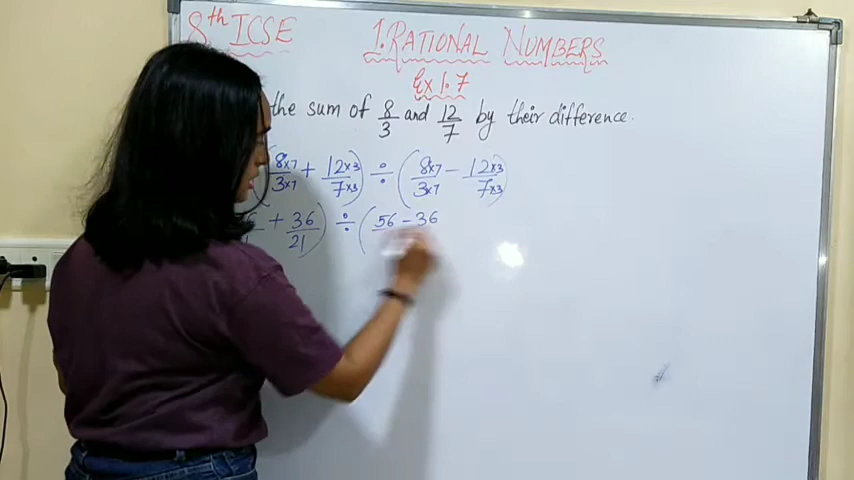 8th ICSE 1. RATIONAL NUMBERS
Ex 1.7
the sum of 8/3 and 12/7 by their difference.
(8×7/3×7 + 12×3/7×3) ÷ (8×7/3×7 − 12×3/7×3)
+ 36/21) ÷ (56 − 36